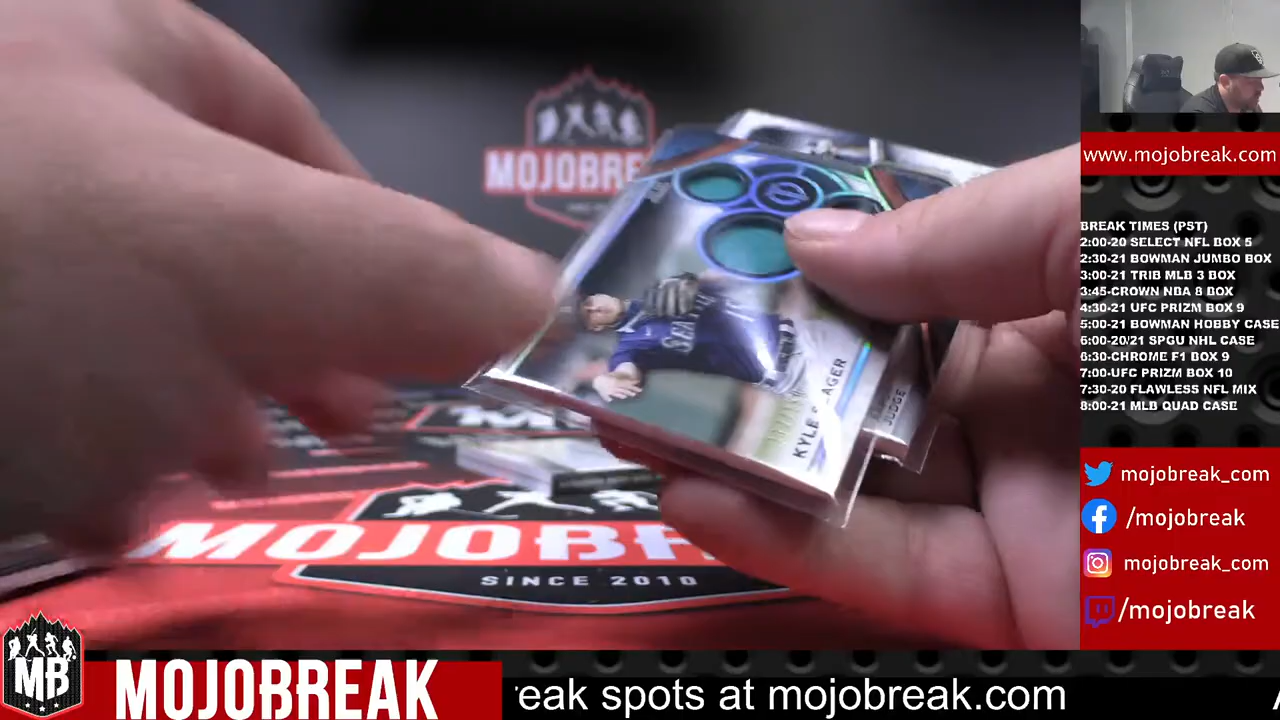 MOJOBRE
www.mojobreak.com
BREAK TIMES (PST)
2:00-20 SELECT NFL BOX 5
2:30-21 BOWMAN JUMBO BOX
3:00-21 TRIB MLB 3 BOX
3:45-CROWN NBA 8 BOX
4:30-21 UFC PRIZM BOX 9
5:00-21 BOWMAN HOBBY CASE
6:00-20/21 SPGU NHL CASE
6:30-CHROME F1 BOX 9
7:00-UFC PRIZM BOX 10
7:30-20 FLAWLESS NFL MIX
8:00-21 MLB QUAD CASE
SEA
KYLE S AGER
JUDGE
MOJOBR
SINCE 2010
mojobreak_com
/mojobreak
mojobreak_com
/mojobreak
MB
MOJOBREAK
eak spots at mojobreak.com